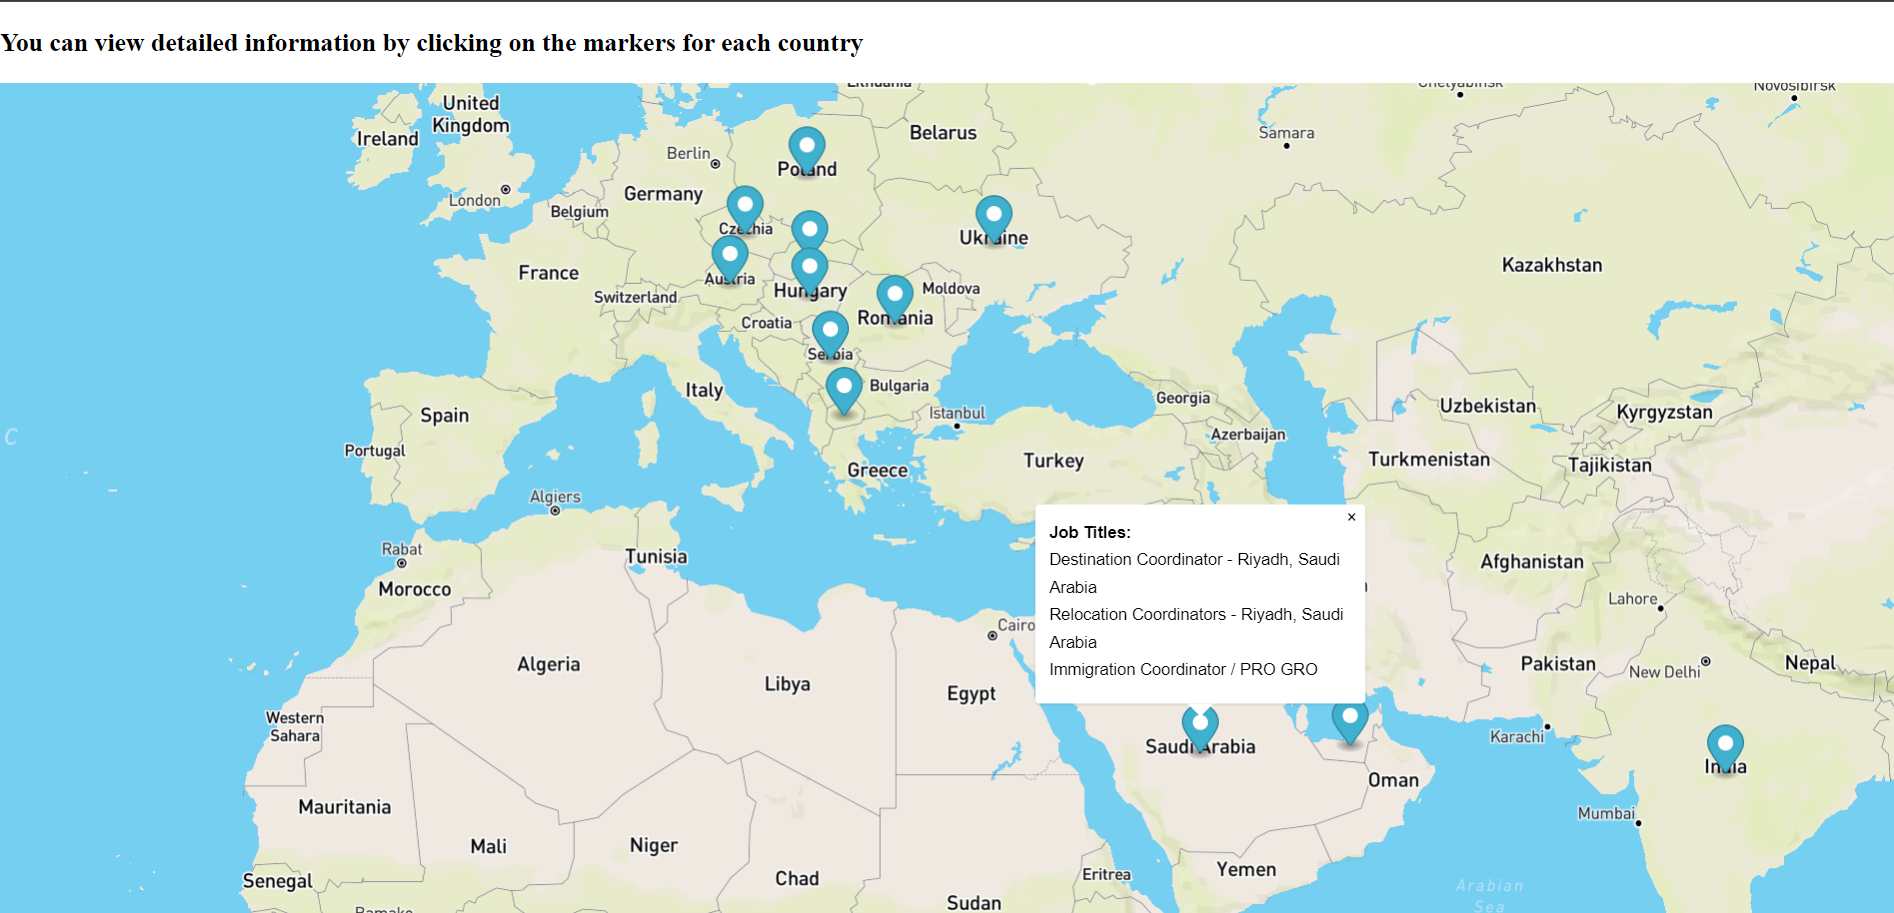 You can view detailed information by clicking on the markers for each country
Lithuania
Chelyabinsk
Novosibirsk
United
Kingdom
Ireland
Belarus
Samara
Berlin
Poland
Germany
London
Belgium
Czechia
Ukraine
France
Austria
Kazakhstan
Switzerland
Hungary
Moldova
Croatia
Romania
Serbia
Italy
Bulgaria
Georgia
Spain
Istanbul
Uzbekistan
Kyrgyzstan
C
Azerbaijan
Portugal
Greece
Turkey
Turkmenistan
Tajikistan
Algiers
×
Job Titles:
Destination Coordinator - Riyadh, Saudi
Arabia
Relocation Coordinators - Riyadh, Saudi
Arabia
Immigration Coordinator / PRO GRO
Rabat
Tunisia
Afghanistan
Morocco
Lahore
Cairo
Algeria
Pakistan
New Delhi
Nepal
Libya
Egypt
Western
Sahara
Karachi
Saudi Arabia
India
Oman
Mauritania
Mumbai
Mali
Niger
Yemen
Senegal
Chad
Eritrea
Arabian
Sea
Sudan
Bamako